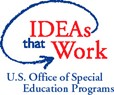 IDEAs
that Work
U.S. Office of Special
Education Programs